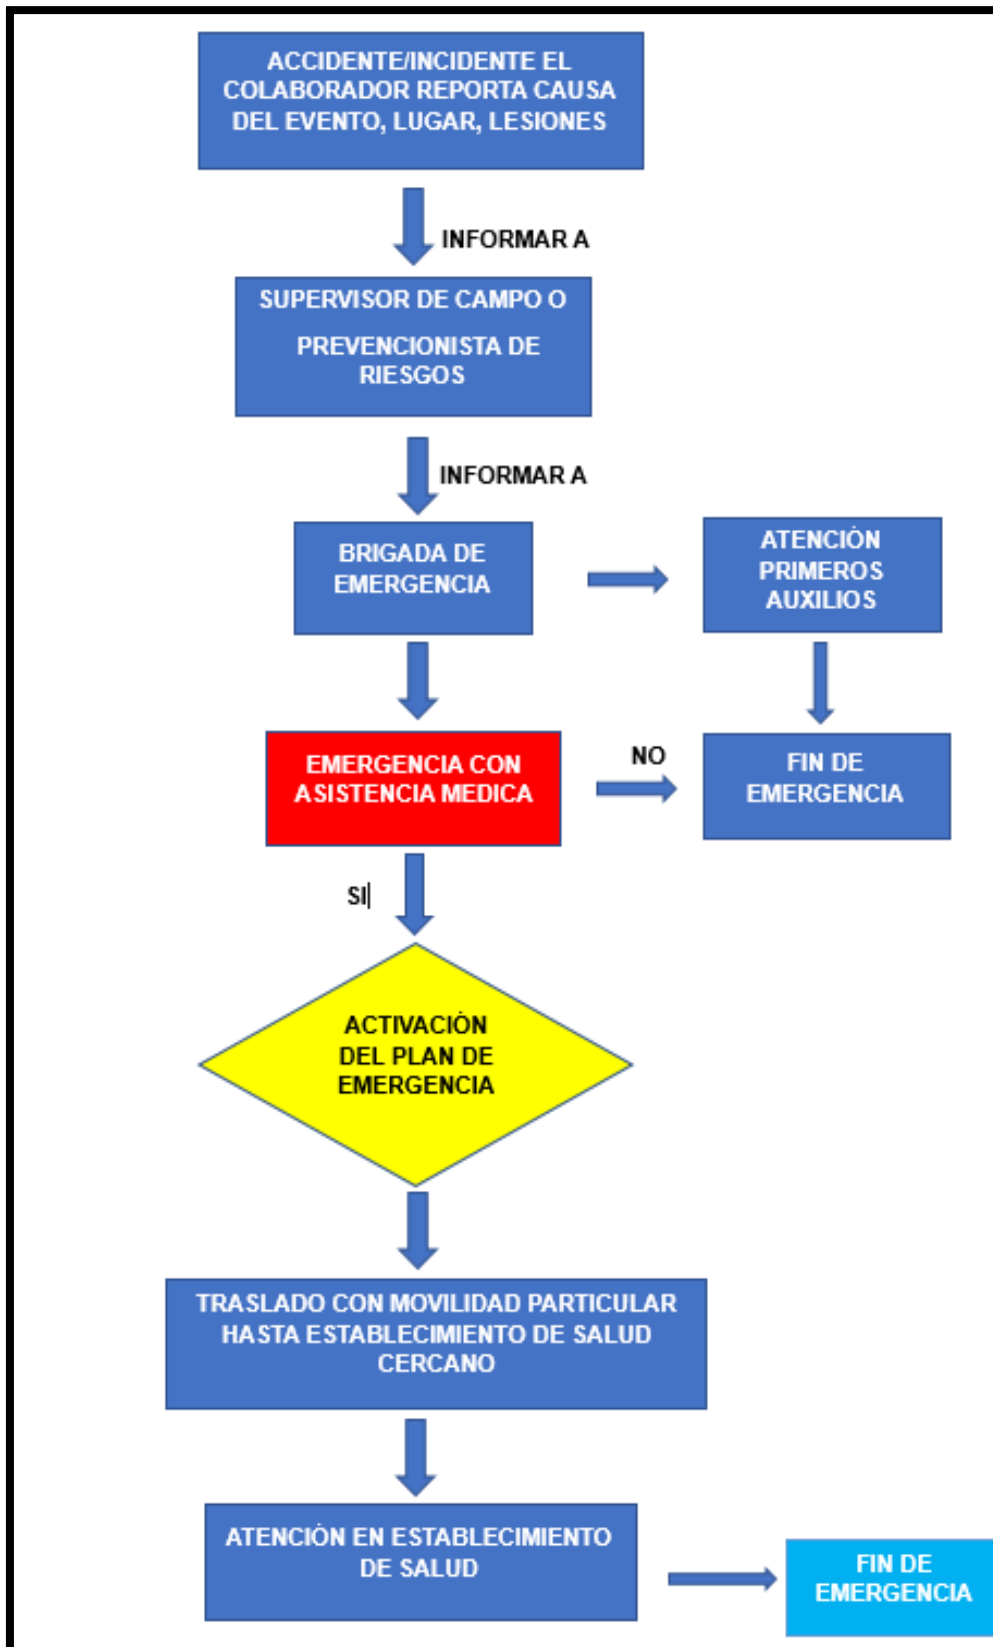 ACCIDENTE/INCIDENTE EL
COLABORADOR REPORTA CAUSA
DEL EVENTO, LUGAR, LESIONES
INFORMAR A
SUPERVISOR DE CAMPO O
PREVENCIONISTA DE
RIESGOS
INFORMAR A
BRIGADA DE
EMERGENCIA
ATENCIÓN
PRIMEROS
AUXILIOS
EMERGENCIA CON
ASISTENCIA MEDICA
NO
FIN DE
EMERGENCIA
SI
ACTIVACIÓN
DEL PLAN DE
EMERGENCIA
TRASLADO CON MOVILIDAD PARTICULAR
HASTA ESTABLECIMIENTO DE SALUD
CERCANO
ATENCIÓN EN ESTABLECIMIENTO
DE SALUD
FIN DE
EMERGENCIA